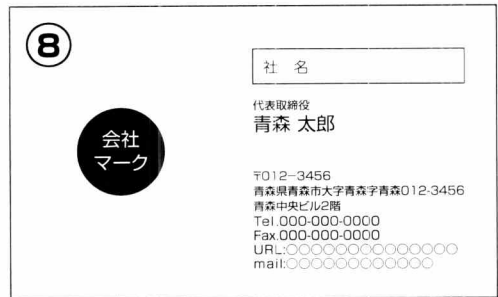 ⑧
社 名
会社
マーク
代表取締役
青森 太郎
〒012-3456
青森県青森市大字青森字青森012-3456
青森中央ビル2階
Tel.000-000-0000
Fax.000-000-0000
URL:○○○○○○○○○○○○○○
mail:○○○○○○○○○○○○